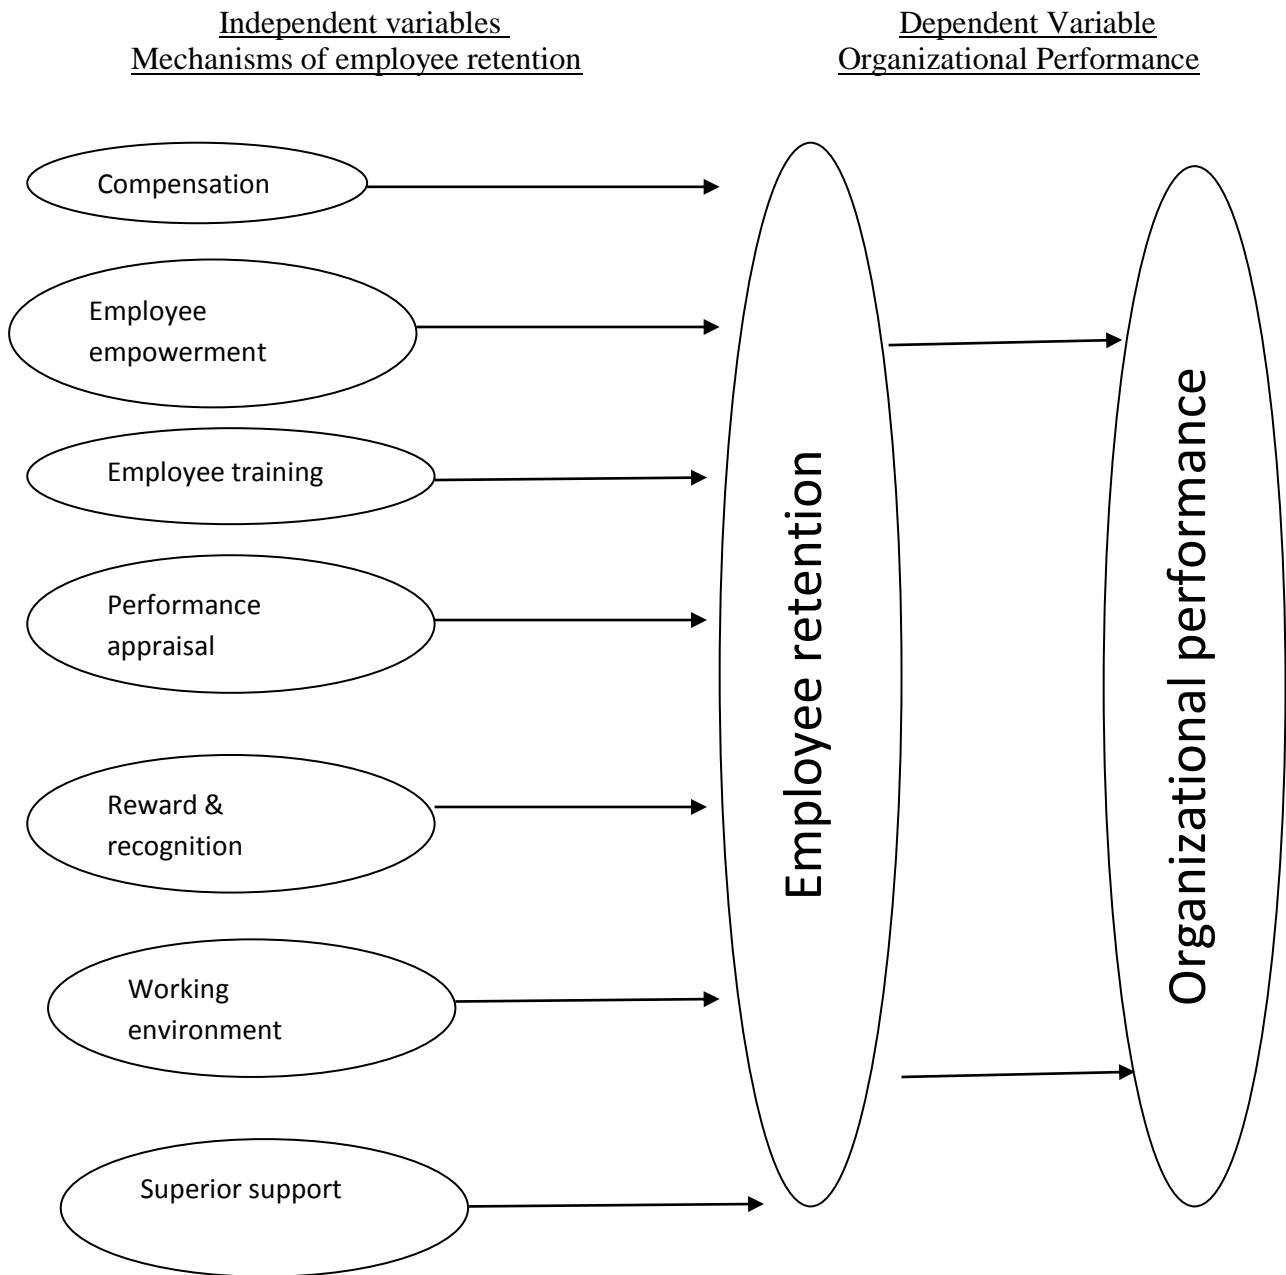 Independent variables
Mechanisms of employee retention
Dependent Variable
Organizational Performance
Compensation
Employee
empowerment
Employee training
Performance
appraisal
Reward &
recognition
Working
environment
Superior support
Employee retention
Organizational performance